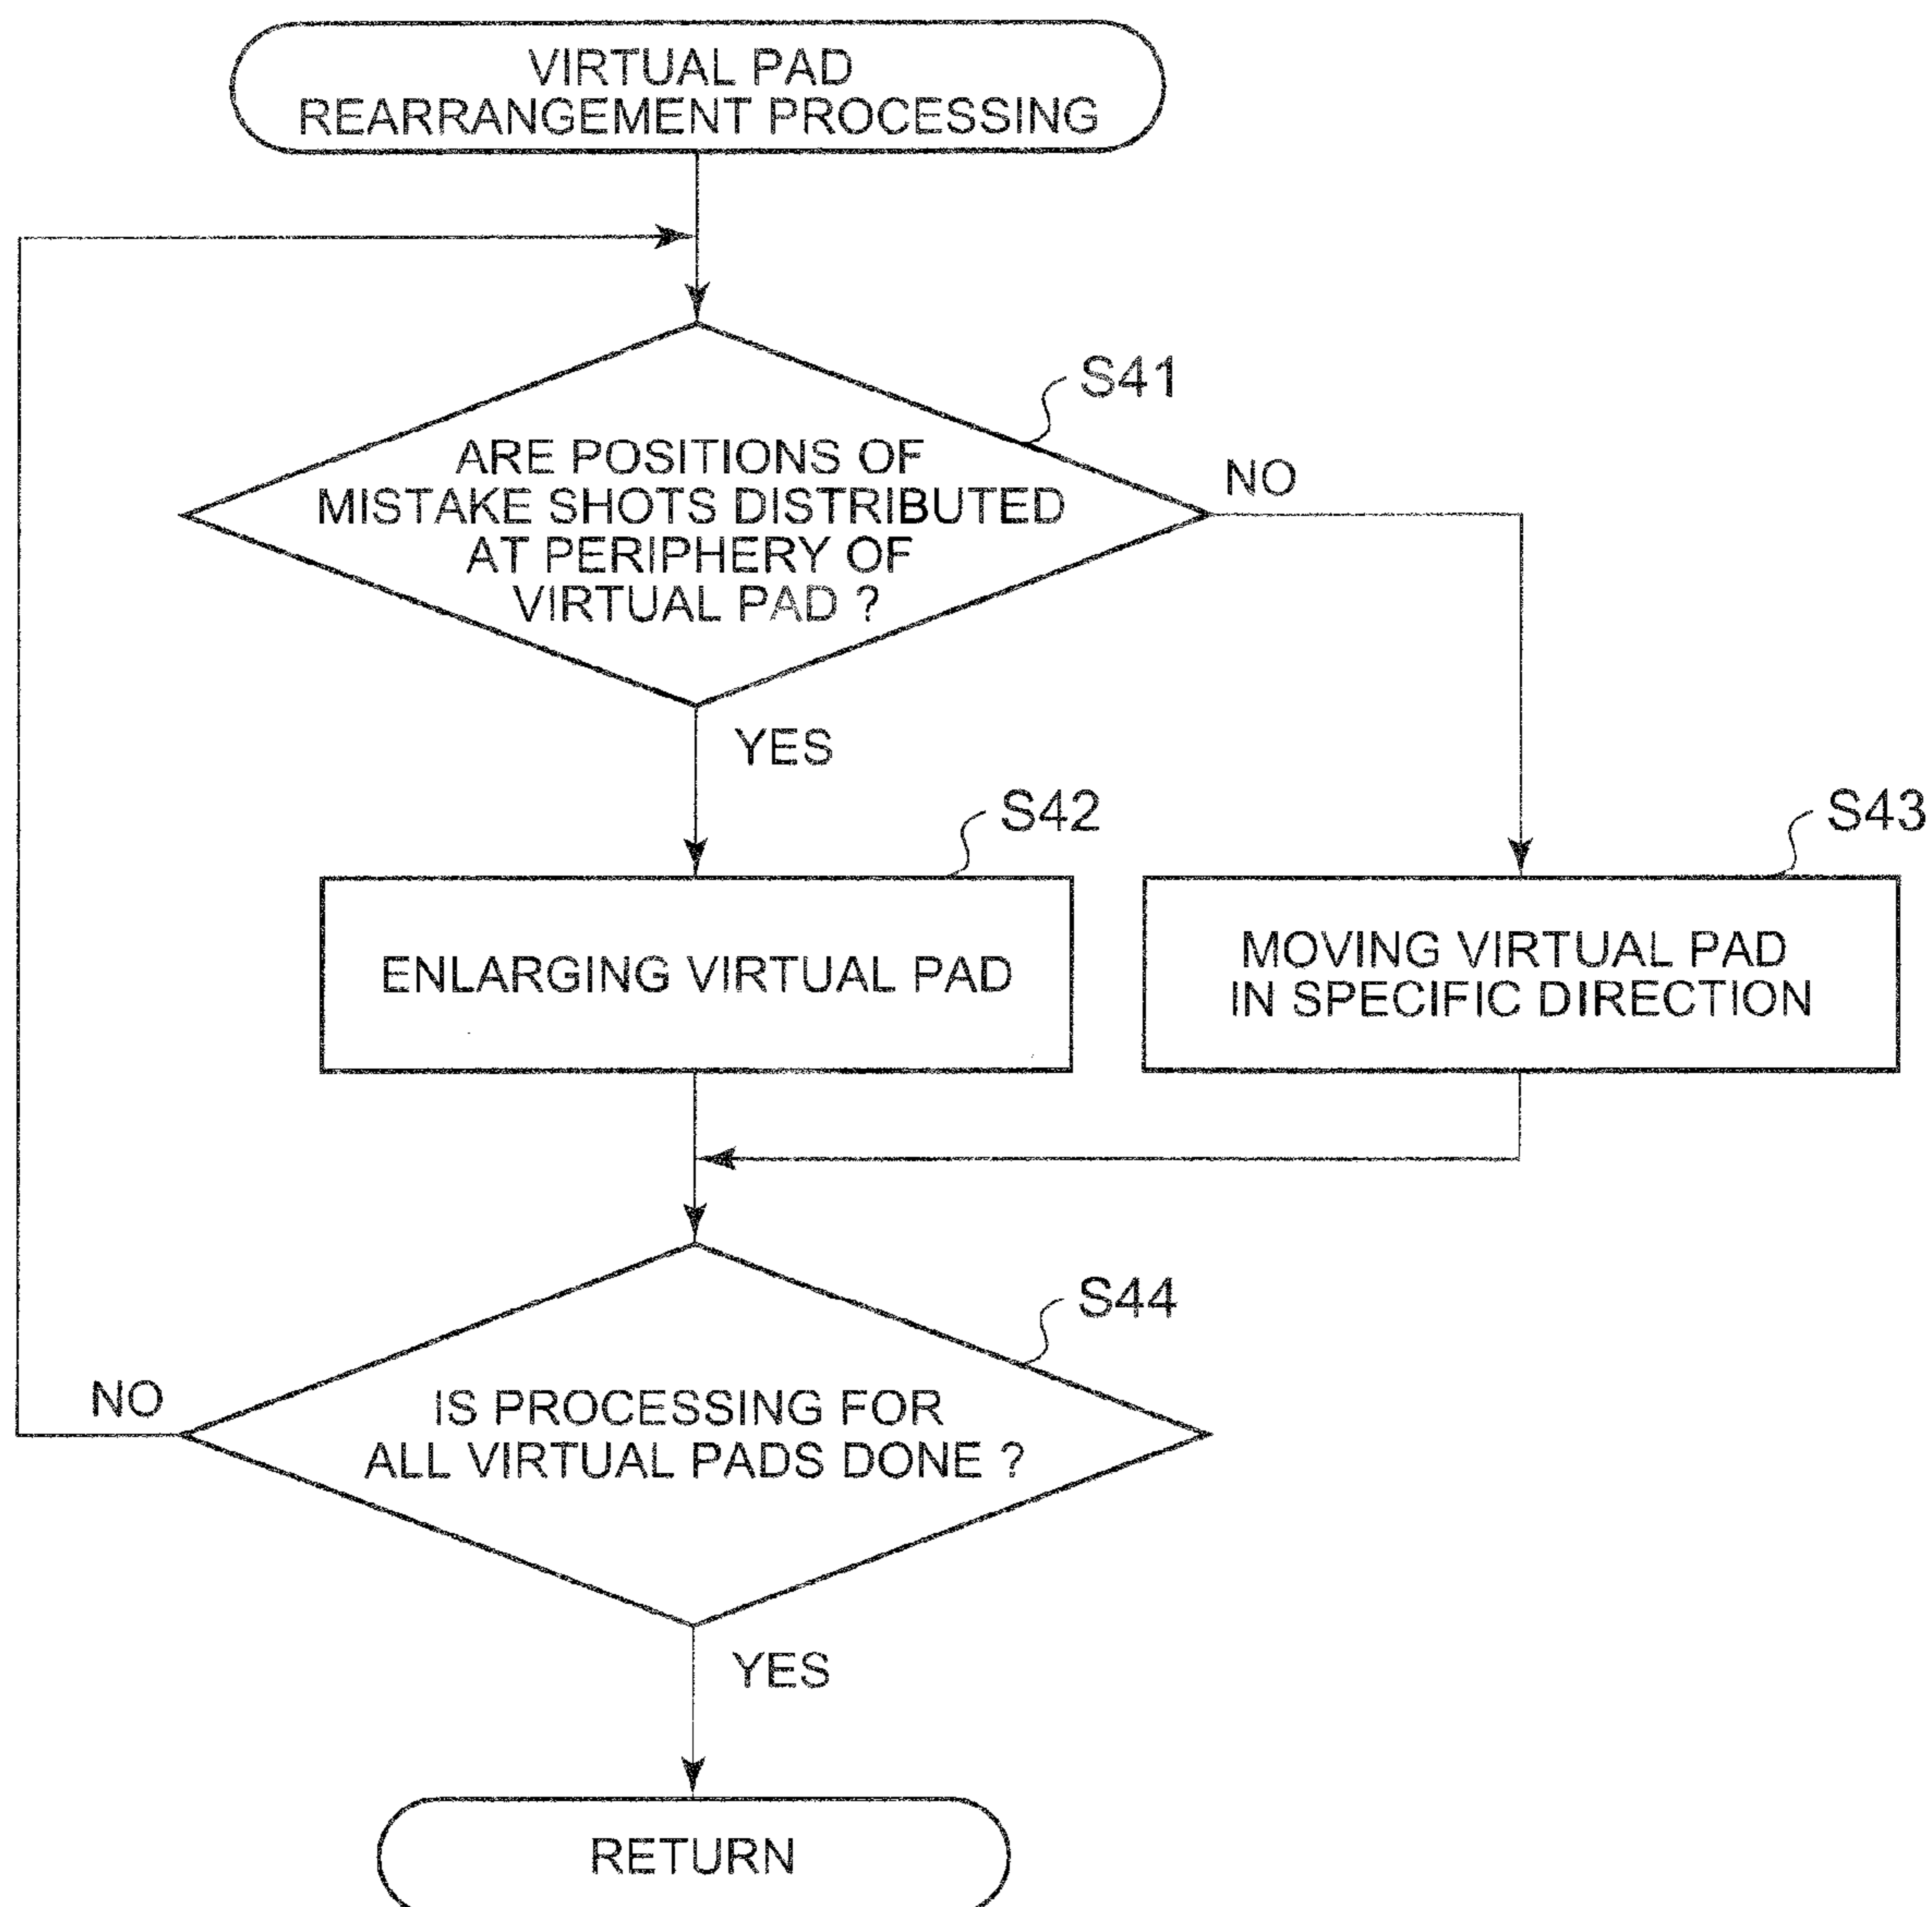 VIRTUAL PAD
REARRANGEMENT PROCESSING
S41
ARE POSITIONS OF
MISTAKE SHOTS DISTRIBUTED
AT PERIPHERY OF
VIRTUAL PAD ?
NO
YES
S42
S43
ENLARGING VIRTUAL PAD
MOVING VIRTUAL PAD
IN SPECIFIC DIRECTION
S44
NO
IS PROCESSING FOR
ALL VIRTUAL PADS DONE ?
YES
RETURN